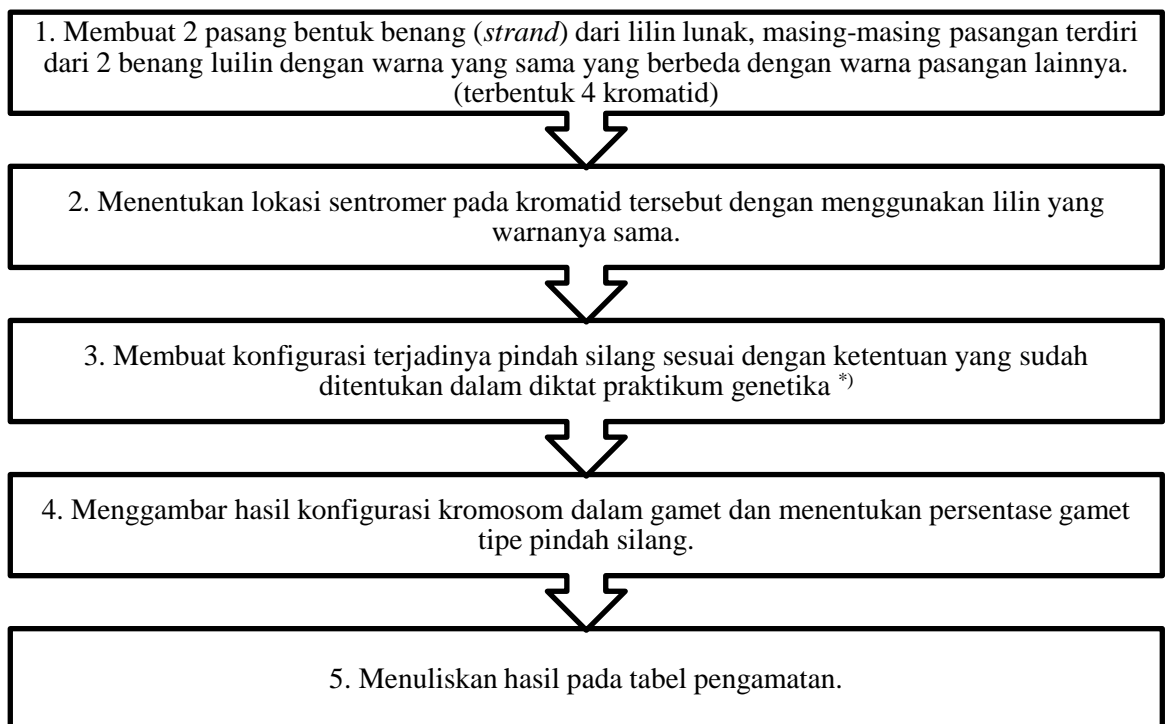 1. Membuat 2 pasang bentuk benang (strand) dari lilin lunak, masing-masing pasangan terdiri
dari 2 benang luilin dengan warna yang sama yang berbeda dengan warna pasangan lainnya.
(terbentuk 4 kromatid)
2. Menentukan lokasi sentromer pada kromatid tersebut dengan menggunakan lilin yang
warnanya sama.
3. Membuat konfigurasi terjadinya pindah silang sesuai dengan ketentuan yang sudah
ditentukan dalam diktat praktikum genetika *)
4. Menggambar hasil konfigurasi kromosom dalam gamet dan menentukan persentase gamet
tipe pindah silang.
5. Menuliskan hasil pada tabel pengamatan.